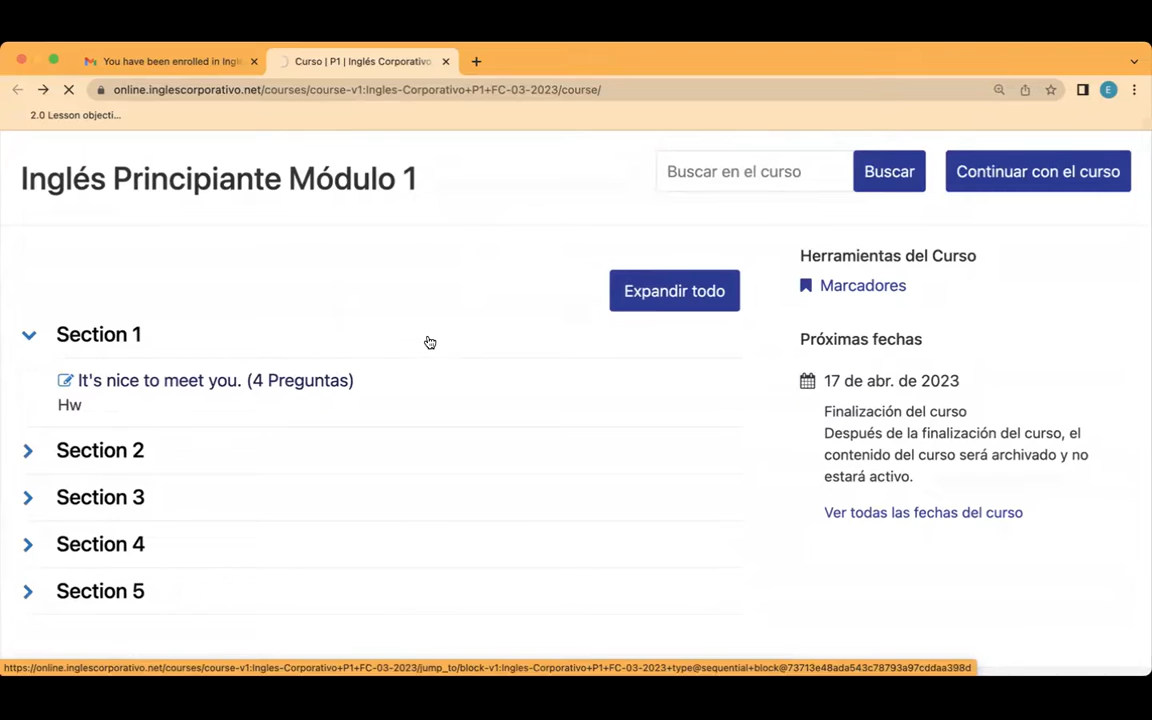 You have been enrolled in Ingl
Curso | P1 | Inglés Corporativo
online.inglescorporativo.net/courses/course-v1:Ingles-Corporativo+P1+FC-03-2023/course/
E
2.0 Lesson objecti...
Inglés Principiante Módulo 1
Buscar en el curso
Buscar
Continuar con el curso
Herramientas del Curso
Marcadores
Expandir todo
Section 1
It's nice to meet you. (4 Preguntas)
Hw
Section 2
Section 3
Section 4
Section 5
Próximas fechas
17 de abr. de 2023
Finalización del curso
Después de la finalización del curso, el
contenido del curso será archivado y no
estará activo.
Ver todas las fechas del curso
https://online.inglescorporativo.net/courses/course-v1:Ingles-Corporativo+P1+FC-03-2023/jump_to/block-v1:Ingles-Corporativo+P1+FC-03-2023+type@sequential+block@73713e48ada543c78793a97cddaa398d